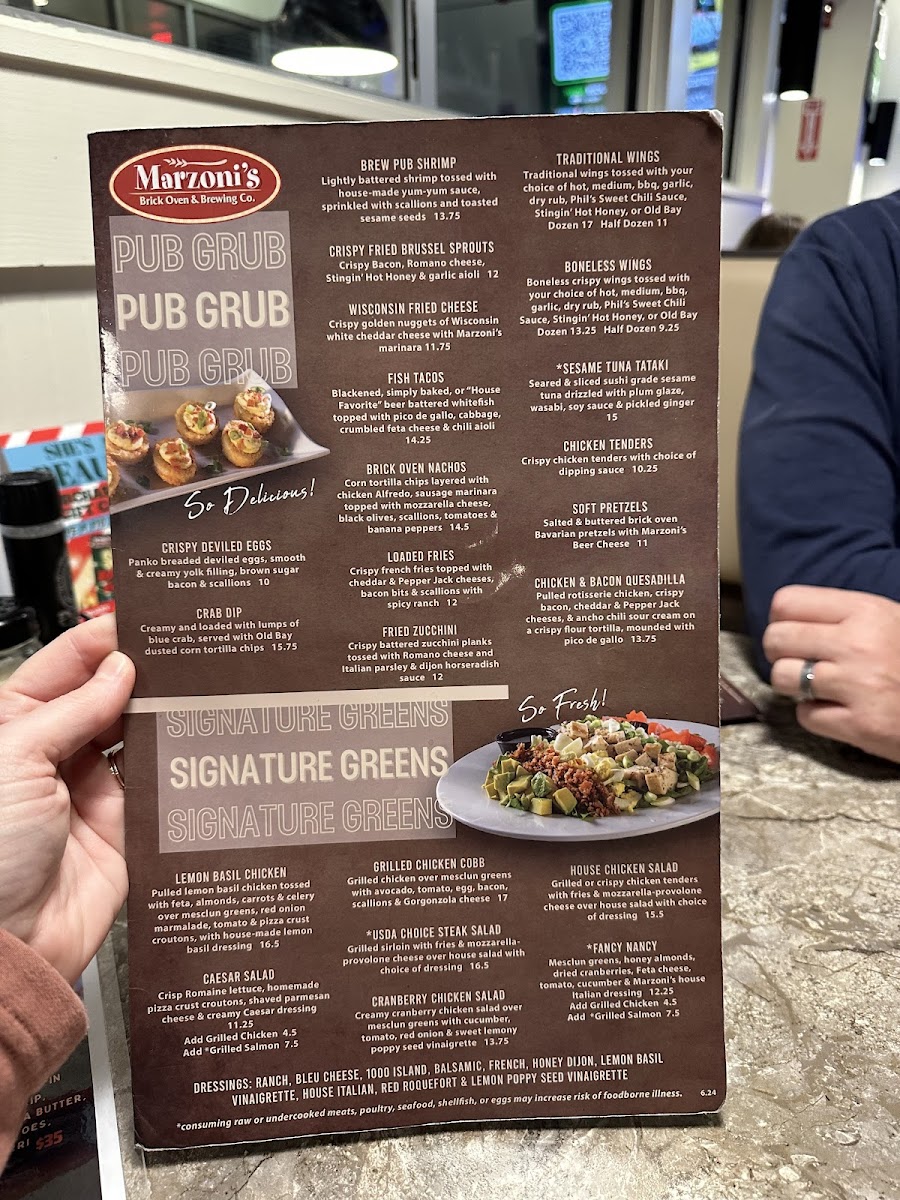 Marzoni's
Brick Oven & Brewing Co.
PUB GRUB
PUB GRUB
PUB GRUB
So Delicious!
CRISPY DEVILED EGGS
Panko breaded deviled eggs, smooth
& creamy yolk filling, brown sugar
bacon & scallions 10
CRAB DIP
Creamy and loaded with lumps of
blue crab, served with Old Bay
dusted corn tortilla chips 15.75
BREW PUB SHRIMP
Lightly battered shrimp tossed with
house-made yum-yum sauce,
sprinkled with scallions and toasted
sesame seeds 13.75
CRISPY FRIED BRUSSEL SPROUTS
Crispy Bacon, Romano cheese,
Stingin' Hot Honey & garlic aioli 12
WISCONSIN FRIED CHEESE
Crispy golden nuggets of Wisconsin
white cheddar cheese with Marzoni's
marinara 11.75
FISH TACOS
Blackened, simply baked, or "House
Favorite" beer battered whitefish
topped with pico de gallo, cabbage,
crumbled feta cheese & chili aioli
14.25
BRICK OVEN NACHOS
Corn tortilla chips layered with
chicken Alfredo, sausage marinara
topped with mozzarella cheese,
black olives, scallions, tomatoes &
banana peppers 14.5
LOADED FRIES
Crispy french fries topped with
cheddar & Pepper Jack cheeses,
bacon bits & scallions with
spicy ranch 12
FRIED ZUCCHINI
Crispy battered zucchini planks
tossed with Romano cheese and
Italian parsley & dijon horseradish
sauce 12
TRADITIONAL WINGS
Traditional wings tossed with your
choice of hot, medium, bbq, garlic,
dry rub, Phil's Sweet Chili Sauce,
Stingin' Hot Honey, or Old Bay
Dozen 17 Half Dozen 11
BONELESS WINGS
Boneless crispy wings tossed with
your choice of hot, medium, bbq,
garlic, dry rub, Phil's Sweet Chili
Sauce, Stingin' Hot Honey, or Old Bay
Dozen 13.25 Half Dozen 9.25
*SESAME TUNA TATAKI
Seared & sliced sushi grade sesame
tuna drizzled with plum glaze,
wasabi, soy sauce & pickled ginger
15
CHICKEN TENDERS
Crispy chicken tenders with choice of
dipping sauce 10.25
SOFT PRETZELS
Salted & buttered brick oven
Bavarian pretzels with Marzoni's
Beer Cheese 11
CHICKEN & BACON QUESADILLA
Pulled rotisserie chicken, crispy
bacon, cheddar & Pepper Jack
cheeses, & ancho chili sour cream on
a crispy flour tortilla, mounded with
pico de gallo 13.75
So Fresh!
SIGNATURE GREENS
SIGNATURE GREENS
SIGNATURE GREENS
LEMON BASIL CHICKEN
Pulled lemon basil chicken tossed
with feta, almonds, carrots & celery
over mesclun greens, red onion
marmalade, tomato & pizza crust
croutons, with house-made lemon
basil dressing 16.5
CAESAR SALAD
Crisp Romaine lettuce, homemade
pizza crust croutons, shaved parmesan
cheese & creamy Caesar dressing
11.25
Add Grilled Chicken 4.5
Add *Grilled Salmon 7.5
GRILLED CHICKEN COBB
Grilled chicken over mesclun greens
with avocado, tomato, egg, bacon,
scallions & Gorgonzola cheese 17
*USDA CHOICE STEAK SALAD
Grilled sirloin with fries & mozzarella-
provolone cheese over house salad with
choice of dressing 16.5
CRANBERRY CHICKEN SALAD
Creamy cranberry chicken salad over
mesclun greens with cucumber,
tomato, red onion & sweet lemony
poppy seed vinaigrette 13.75
HOUSE CHICKEN SALAD
Grilled or crispy chicken tenders
with fries & mozzarella-provolone
cheese over house salad with choice
of dressing 15.5
*FANCY NANCY
Mesclun greens, honey almonds,
dried cranberries, Feta cheese,
tomato, cucumber & Marzoni's house
Italian dressing 12.25
Add Grilled Chicken 4.5
Add *Grilled Salmon 7.5
DRESSINGS: RANCH, BLEU CHEESE, 1000 ISLAND, BALSAMIC, FRENCH, HONEY DIJON, LEMON BASIL
VINAIGRETTE, HOUSE ITALIAN, RED ROQUEFORT & LEMON POPPY SEED VINAIGRETTE
*consuming raw or undercooked meats, poultry, seafood, shellfish, or eggs may increase risk of foodborne illness.
6.24
SHE'S
BUTTER,
$35